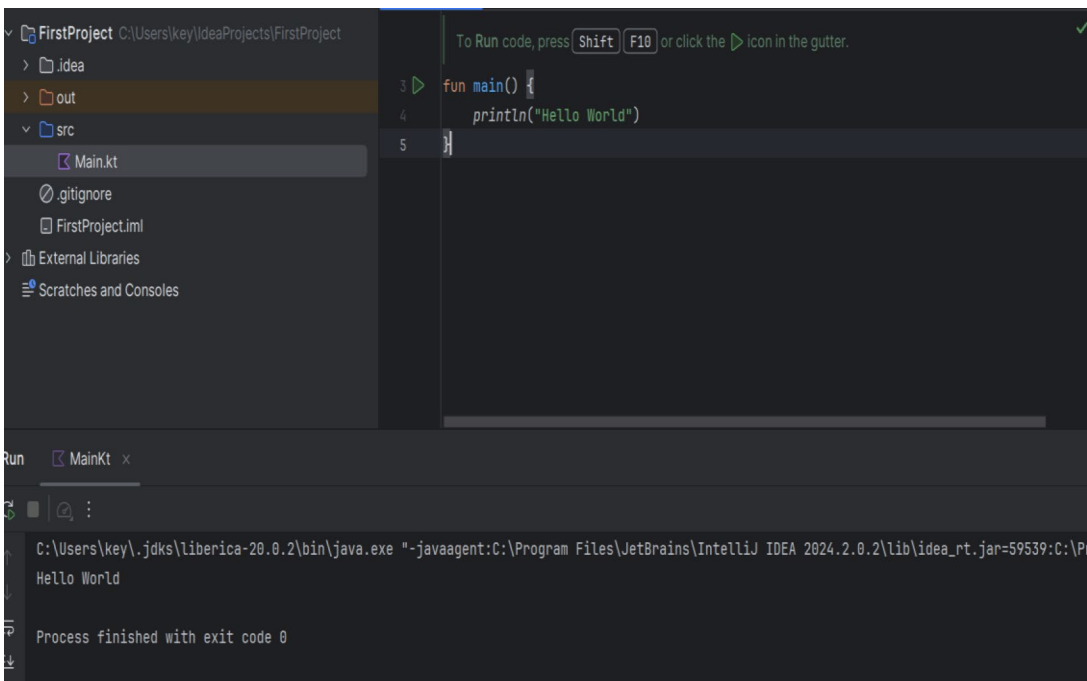 FirstProject C:\Users\key\IdeaProjects\FirstProject
.idea
out
src
Main.kt
.gitignore
FirstProject.iml
External Libraries
Scratches and Consoles
To Run code, press Shift F10 or click the icon in the gutter.
3 fun main() {
4 println("Hello World")
5 }
Run MainKt ×
C:\Users\key\.jdks\liberica-20.0.2\bin\java.exe "-javaagent:C:\Program Files\JetBrains\IntelliJ IDEA 2024.2.0.2\lib\idea_rt.jar=59539:C:\P
Hello World
Process finished with exit code 0